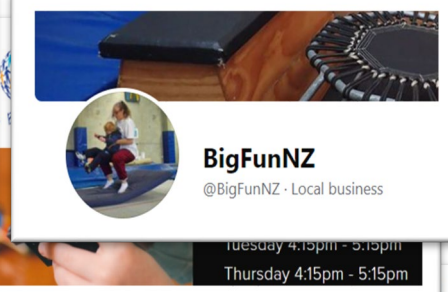 BigFunNZ
@BigFunNZ · Local business
Tuesday 4:15pm - 5:15pm
Thursday 4:15pm - 5:15pm